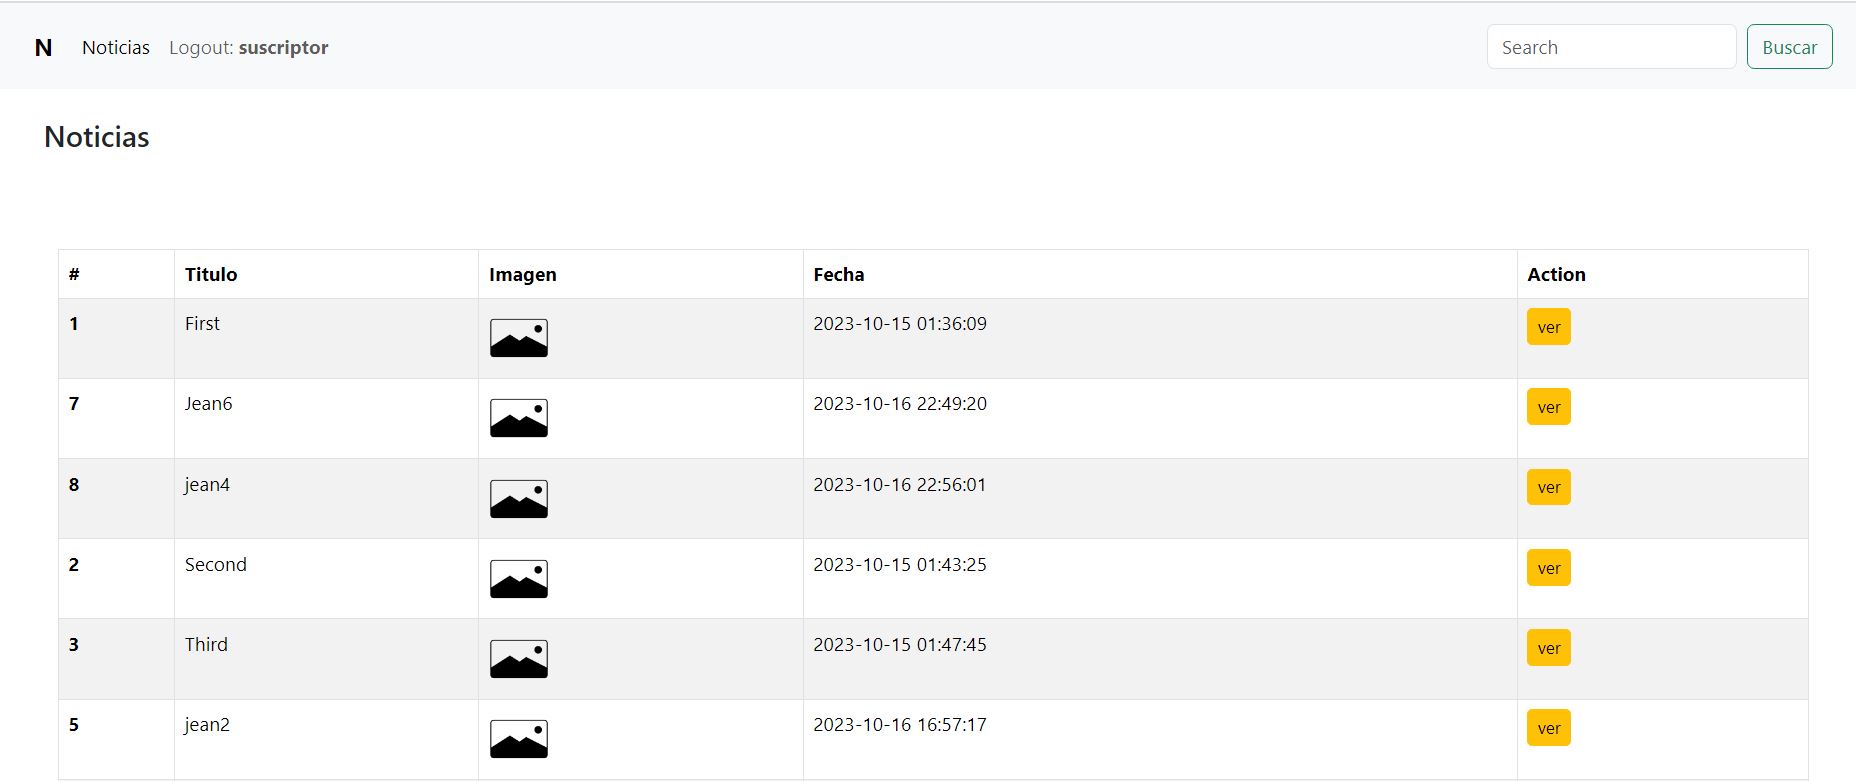 N Noticias Logout: suscriptor Search Buscar
Noticias
# Titulo Imagen Fecha Action
1 First 2023-10-15 01:36:09 ver
7 Jean6 2023-10-16 22:49:20 ver
8 jean4 2023-10-16 22:56:01 ver
2 Second 2023-10-15 01:43:25 ver
3 Third 2023-10-15 01:47:45 ver
5 jean2 2023-10-16 16:57:17 ver